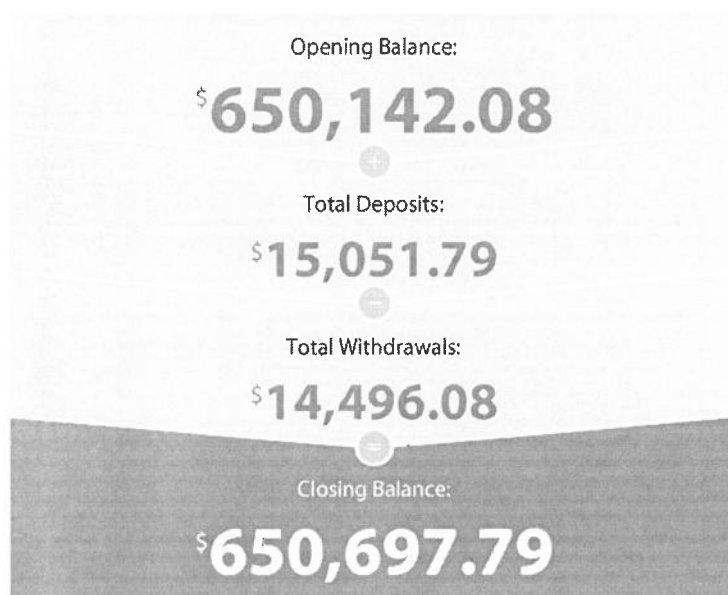 Opening Balance:
$650,142.08
+
Total Deposits:
$15,051.79
-
Total Withdrawals:
$14,496.08
=
Closing Balance:
$650,697.79